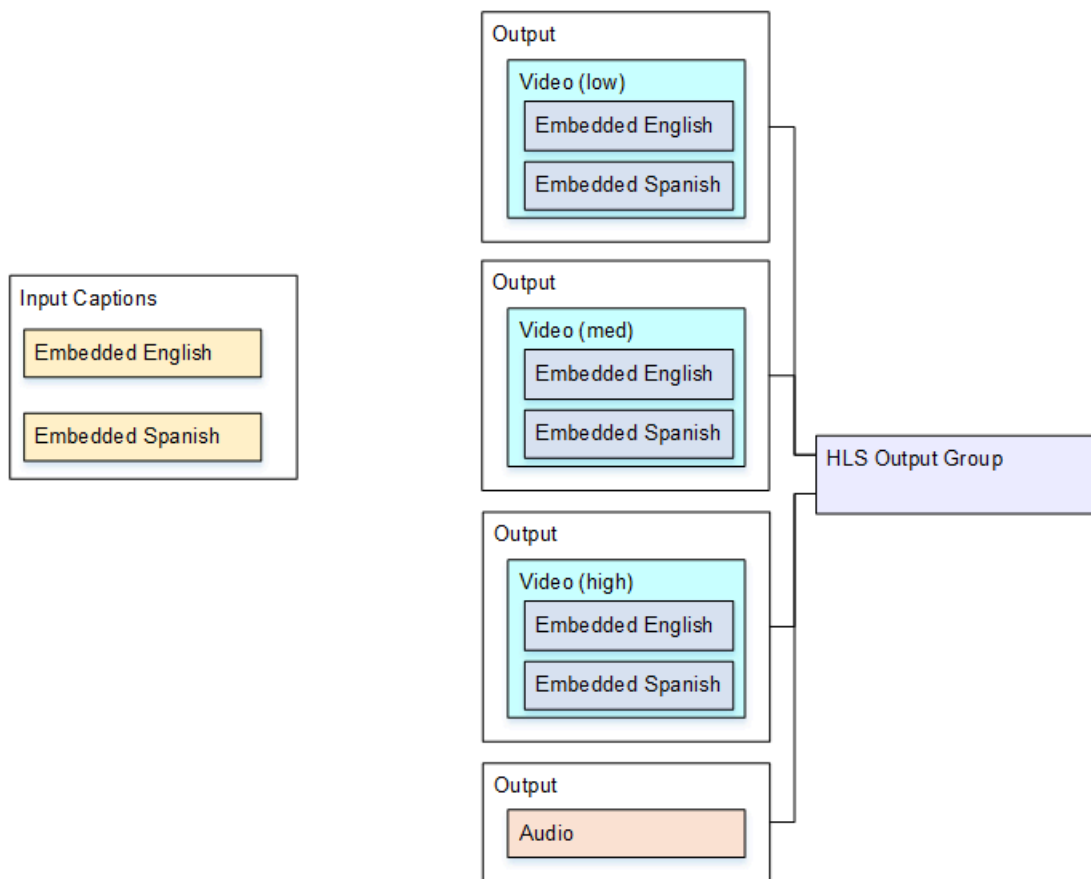 Input Captions
Embedded English
Embedded Spanish
Output
Video (low)
Embedded English
Embedded Spanish
Output
Video (med)
Embedded English
Embedded Spanish
Output
Video (high)
Embedded English
Embedded Spanish
Output
Audio
HLS Output Group